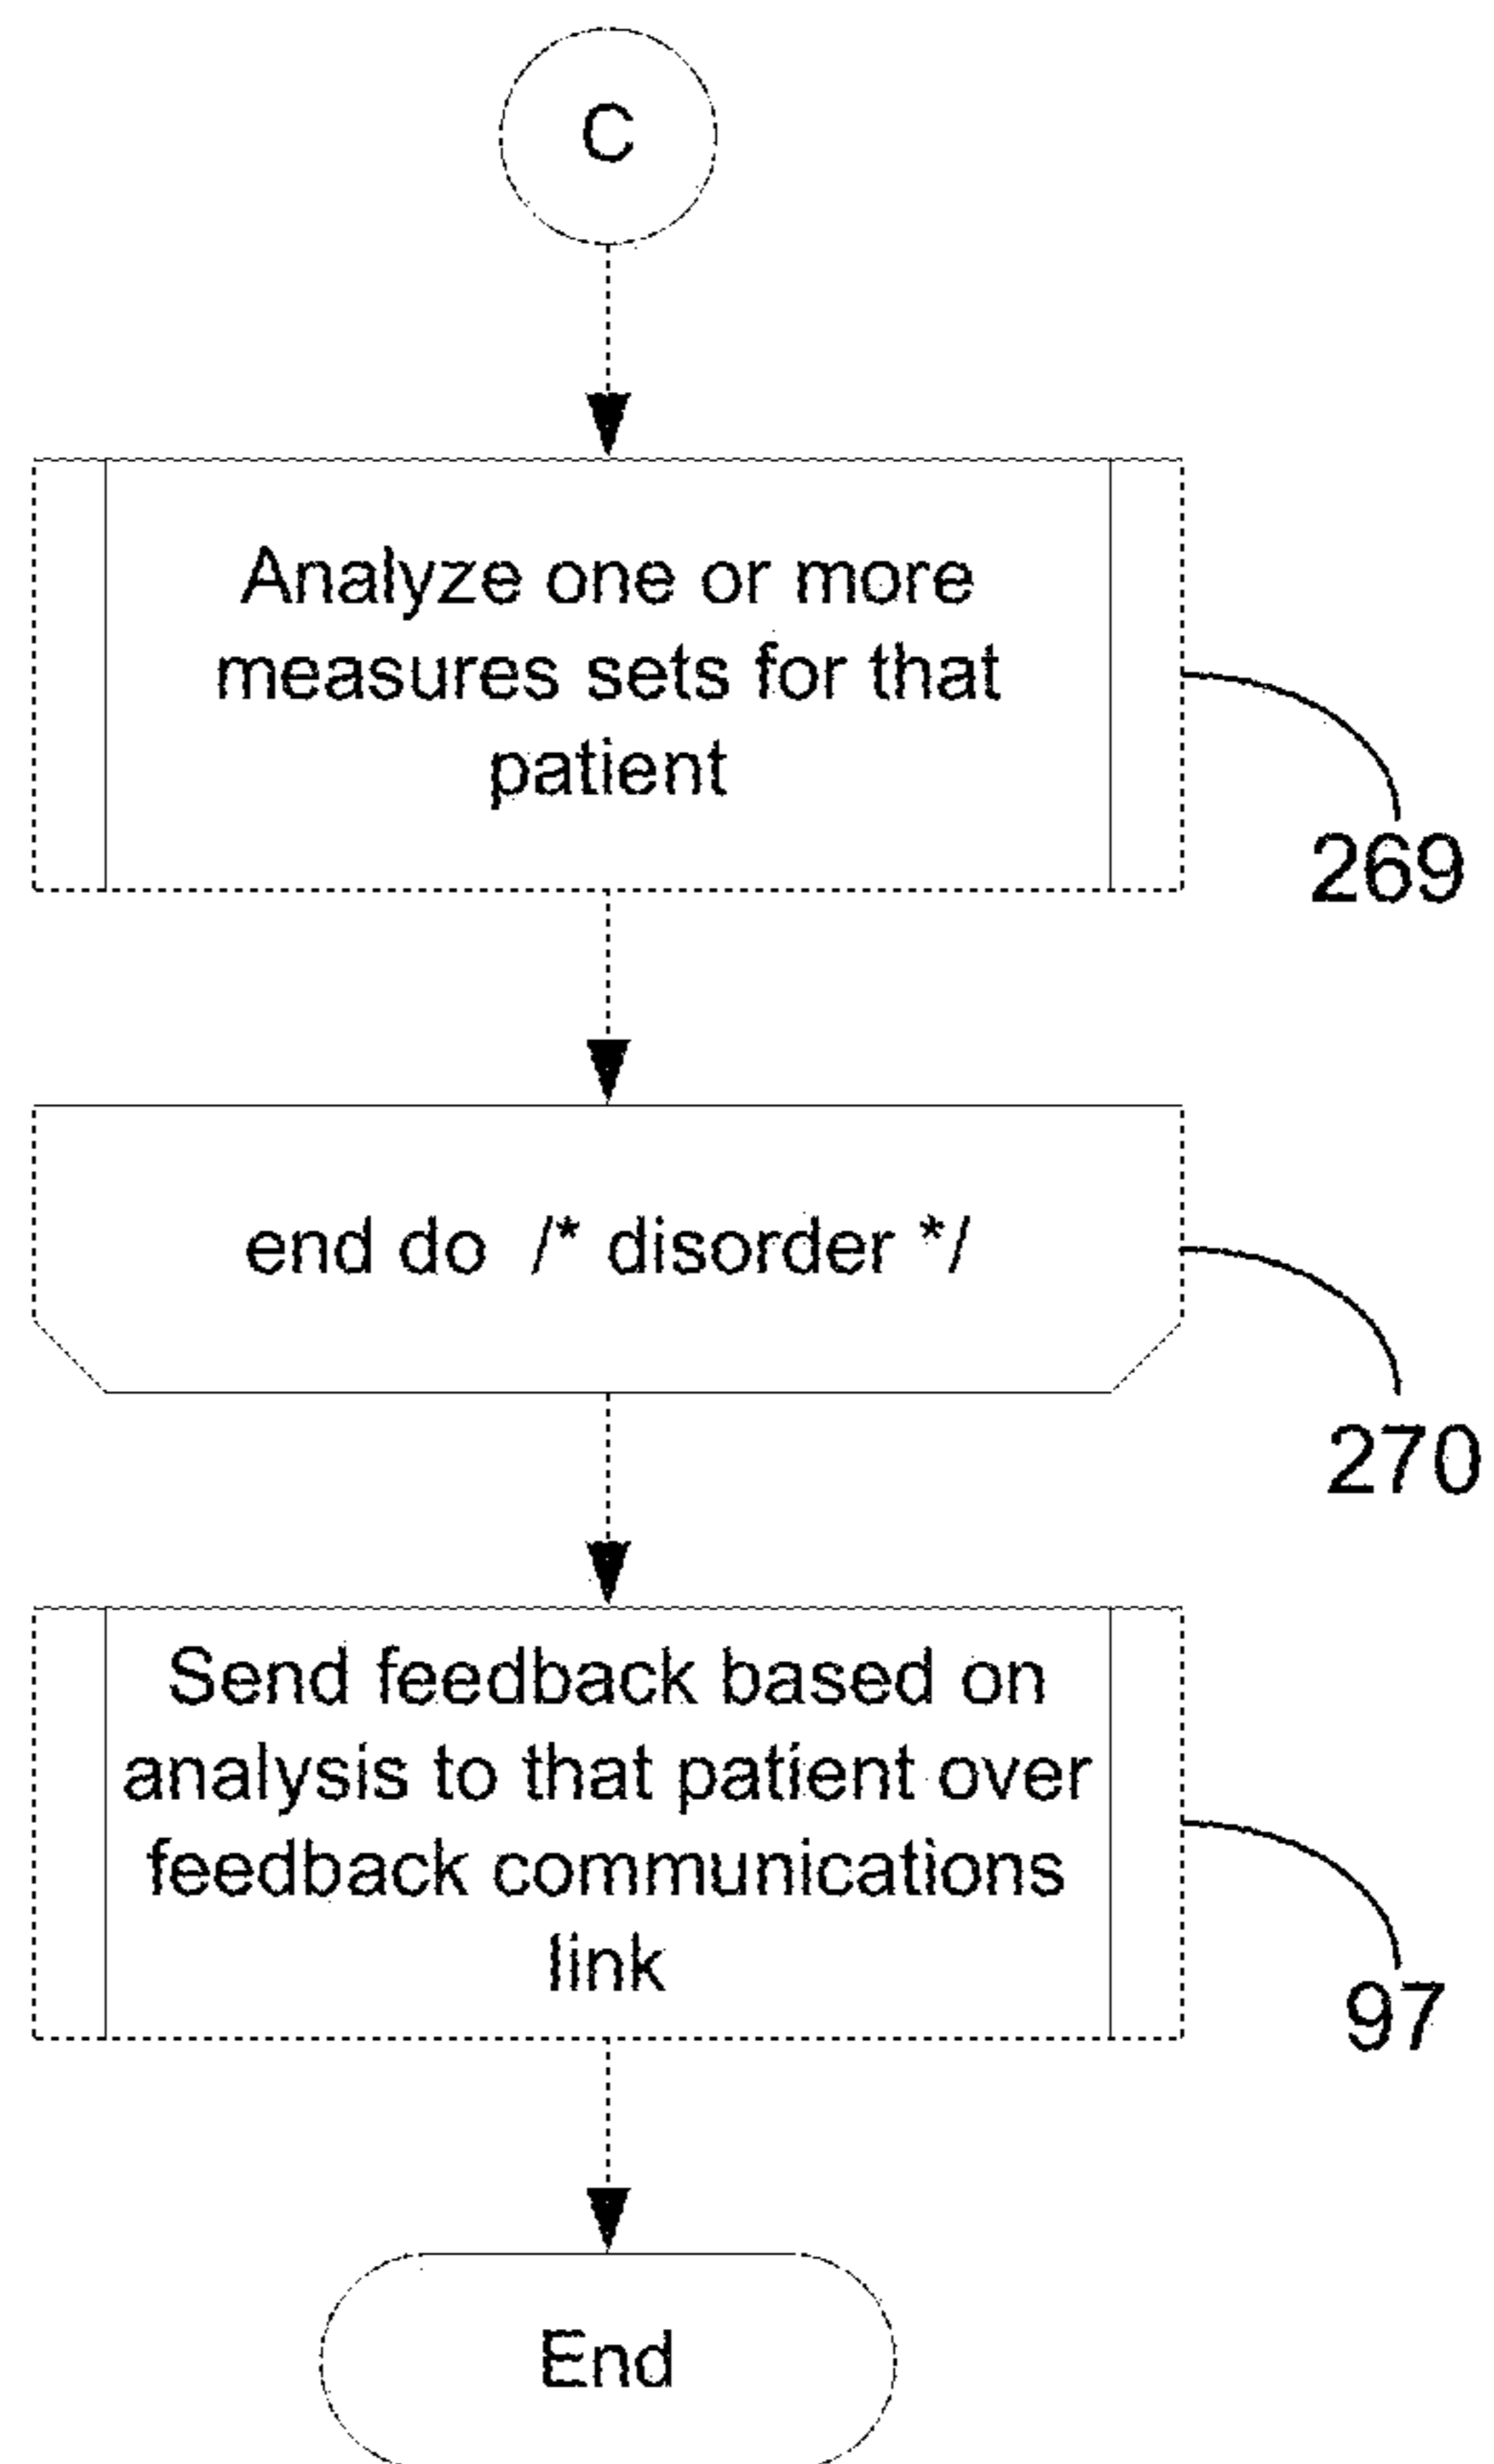 C
Analyze one or more
measures sets for that
patient
269
end do /* disorder */
270
Send feedback based on
analysis to that patient over
feedback communications
link
97
End